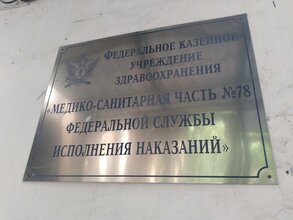 ФЕДЕРАЛЬНОЕ КАЗЕННОЕ
УЧРЕЖДЕНИЕ
ЗДРАВООХРАНЕНИЯ
«МЕДИКО-САНИТАРНАЯ ЧАСТЬ №78
ФЕДЕРАЛЬНОЙ СЛУЖБЫ
ИСПОЛНЕНИЯ НАКАЗАНИЙ»